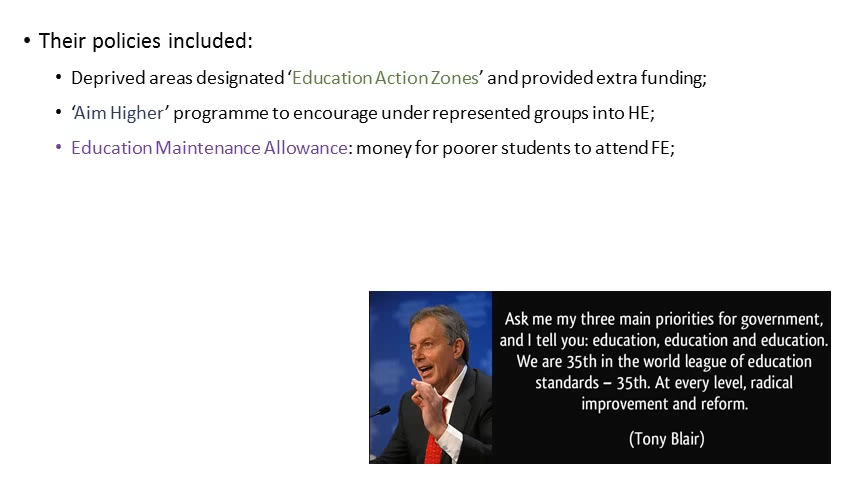 • Their policies included:
• Deprived areas designated ‘Education Action Zones’ and provided extra funding;
• ‘Aim Higher’ programme to encourage underrepresented groups into HE;
• Education Maintenance Allowance: money for poorer students to attend FE;
Ask me my three main priorities for government,
and I tell you: education, education and education.
We are 35th in the world league of education
standards – 35th. At every level, radical
improvement and reform.
(Tony Blair)